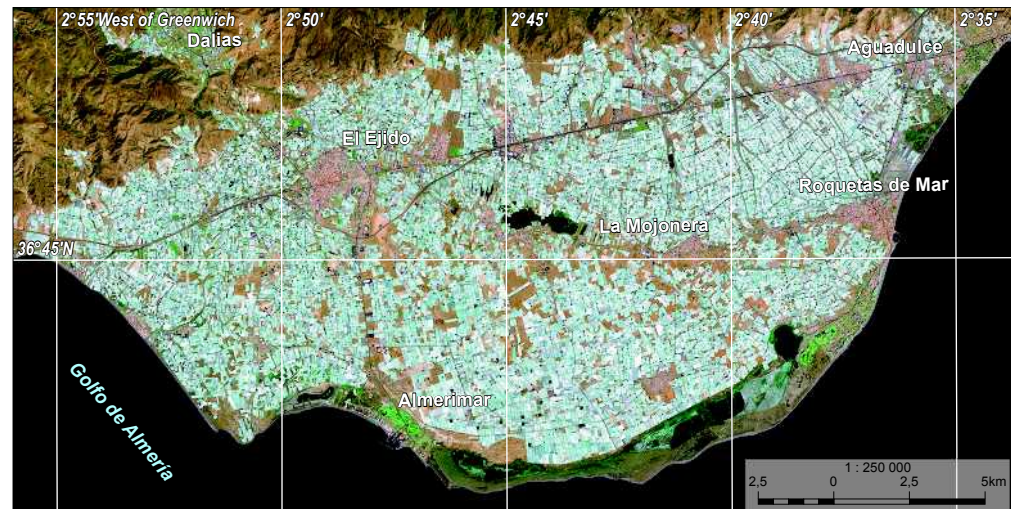 2°55' West of Greenwich
2°50'
2°45'
2°40'
2°35'
Dalias
Aguadulce
El Ejido
Roquetas de Mar
La Mojonera
36°45'N
Golfo de Almería
Almerimar
1 : 250 000
2,5
0
2,5
5km